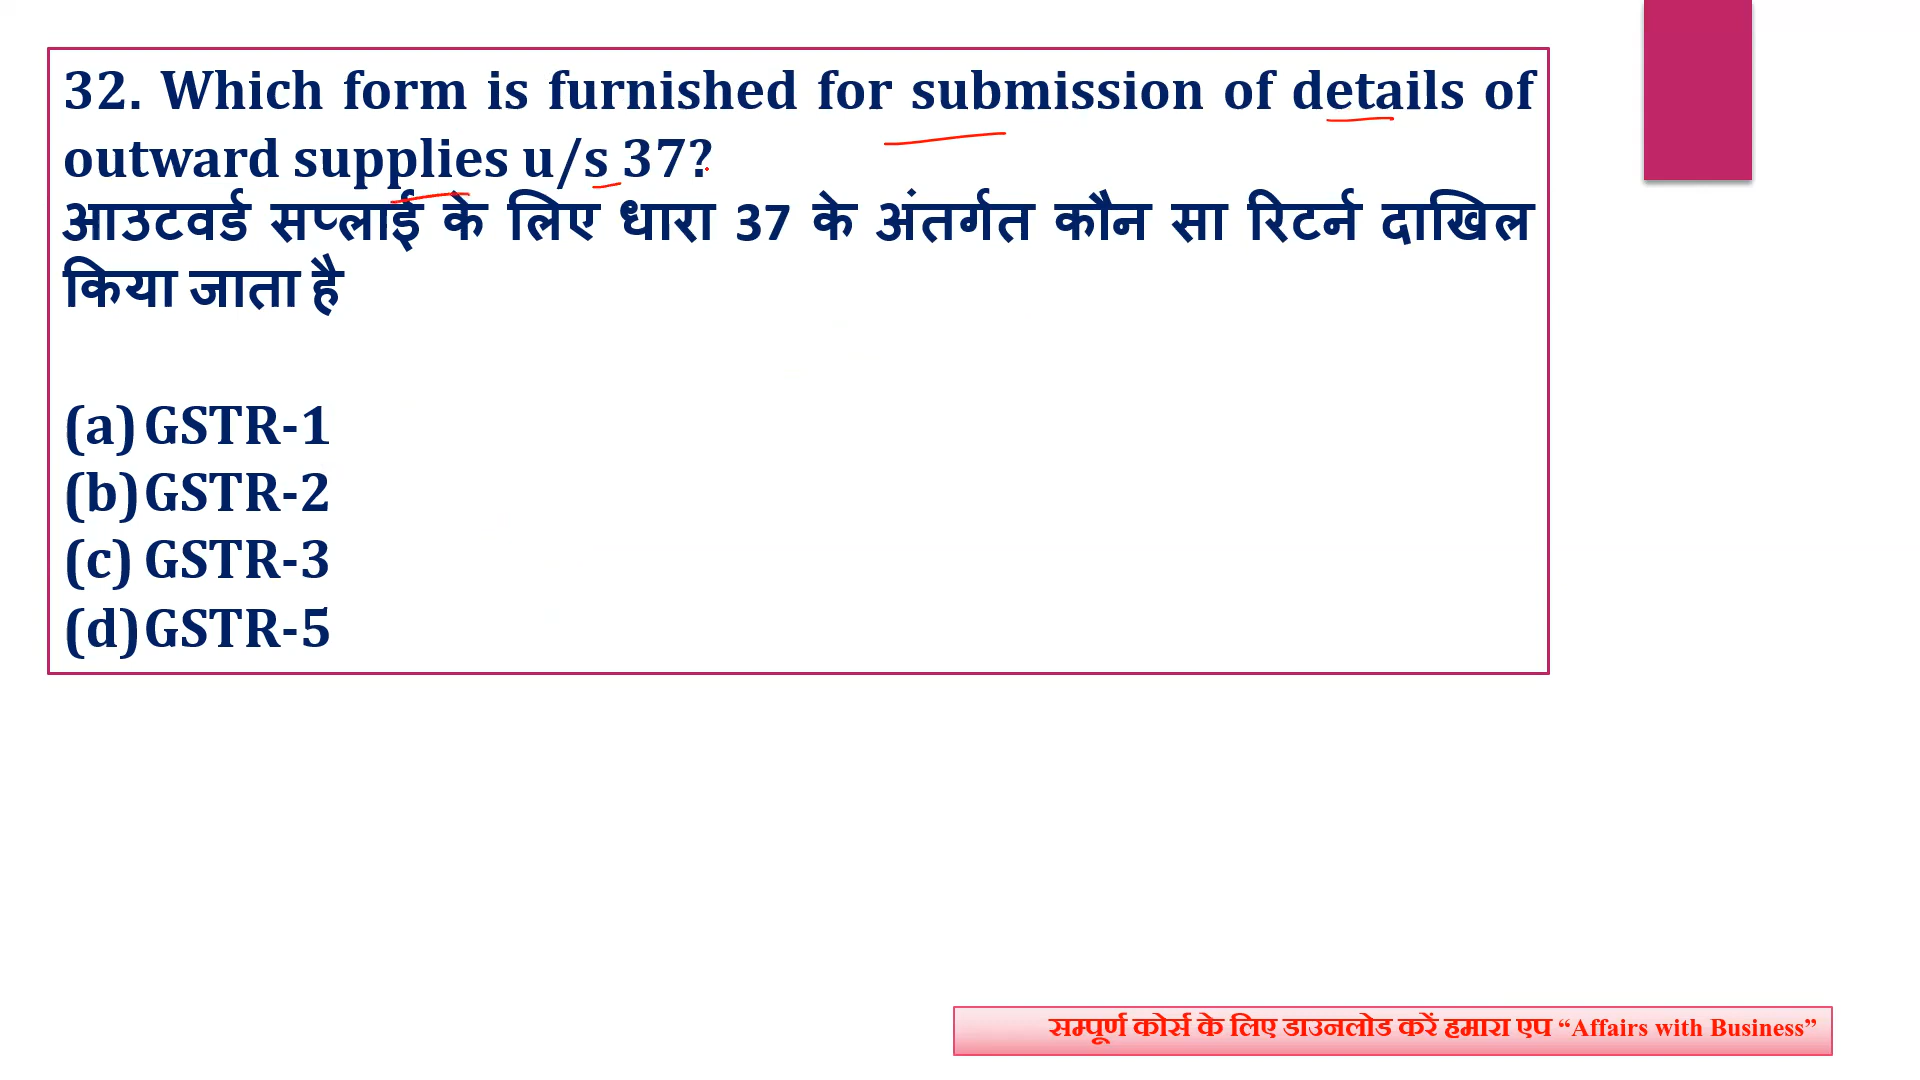 32. Which form is furnished for submission of details of
outward supplies u/s 37?
आउटवर्ड सप्लाई के लिए धारा 37 के अंतर्गत कौन सा रिटर्न दाखिल
किया जाता है
(a) GSTR-1
(b) GSTR-2
(c) GSTR-3
(d) GSTR-5
सम्पूर्ण कोर्स के लिए डाउनलोड करें हमारा एप “Affairs with Business”